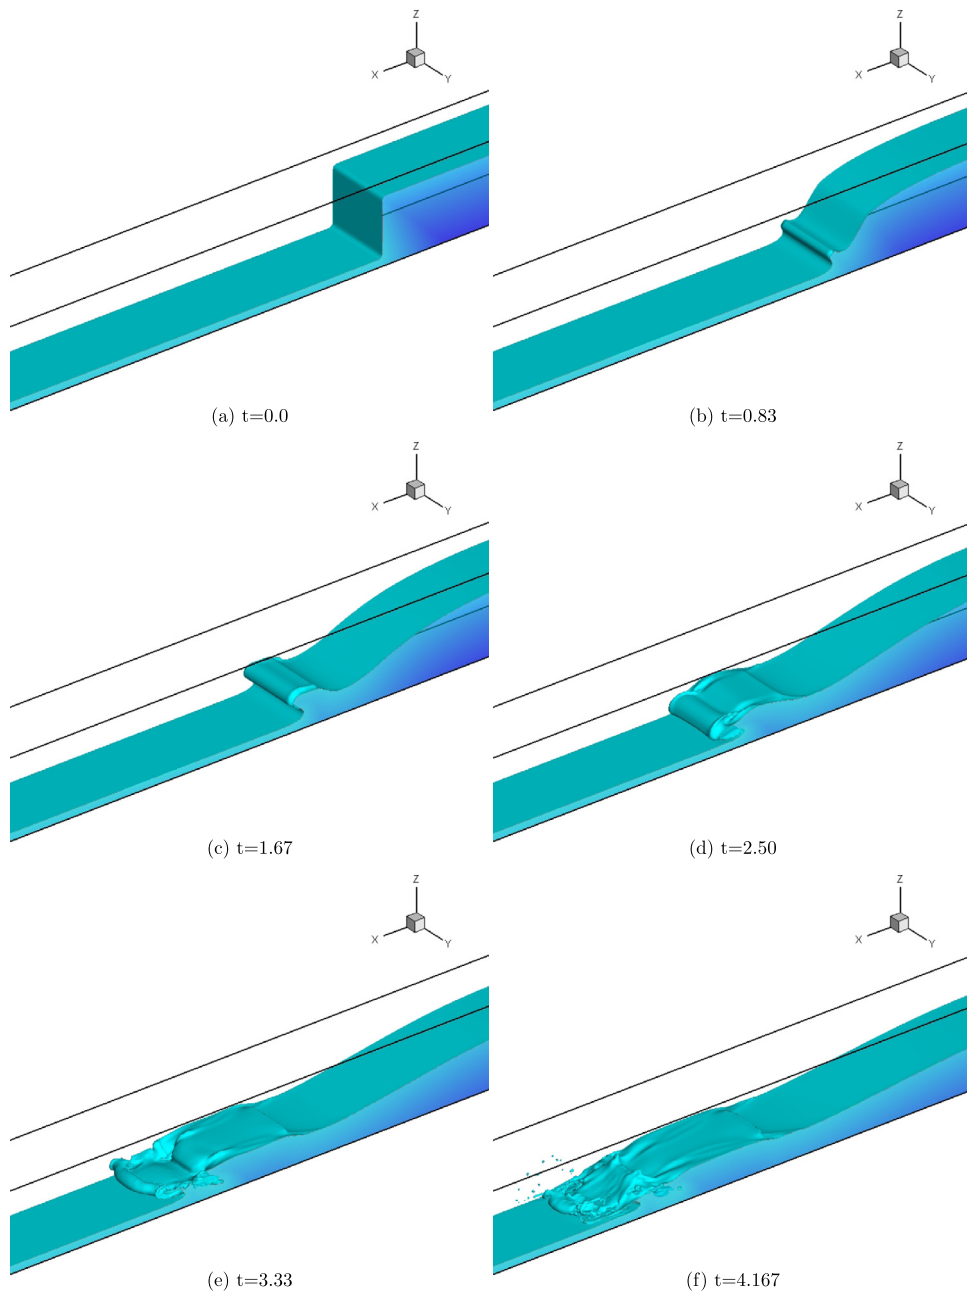 Z
Z
X
Y
X
Y
(a) t=0.0
(b) t=0.83
Z
Z
X
Y
X
Y
(c) t=1.67
(d) t=2.50
Z
Z
X
Y
X
Y
(e) t=3.33
(f) t=4.167